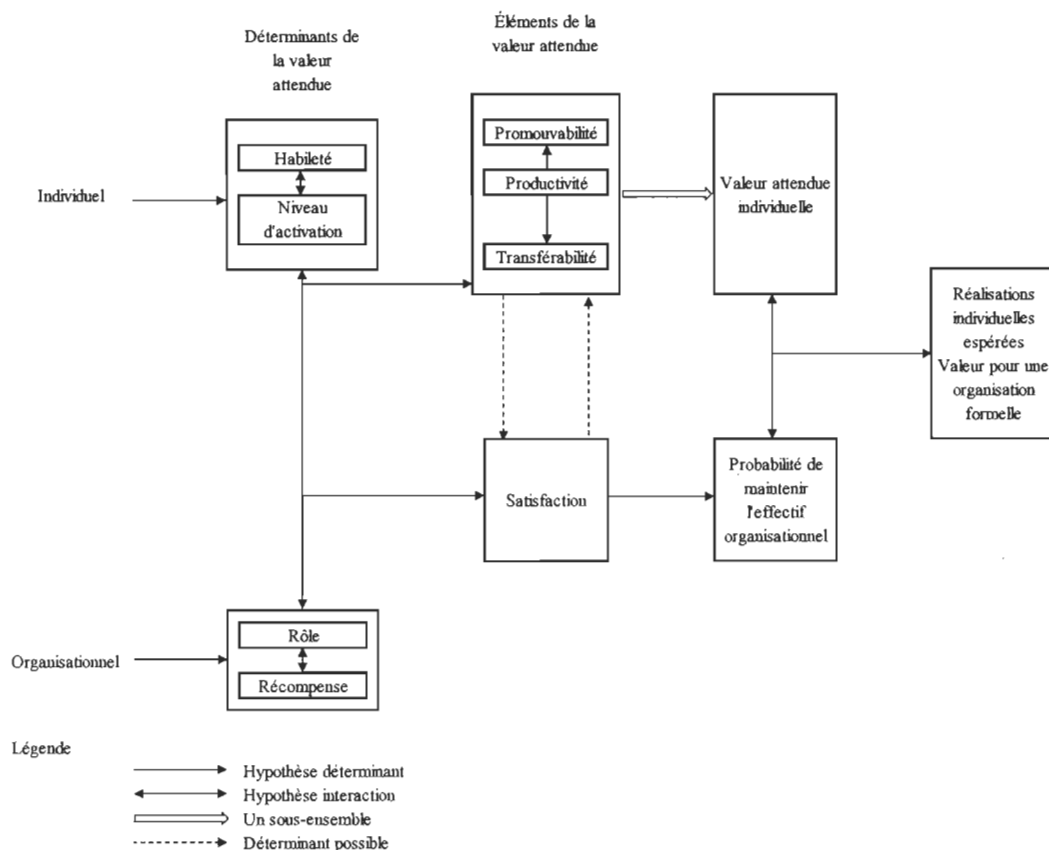 Déterminants de
la valeur
attendue
Éléments de la
valeur attendue
Individuel
Habileté
Niveau
d'activation
Promouvabilité
Productivité
Transférabilité
Valeur attendue
individuelle
Réalisations
individuelles
espérées
Valeur pour une
organisation
formelle
Satisfaction
Probabilité de
maintenir
l'effectif
organisationnel
Organisationnel
Rôle
Récompense
Légende
Hypothèse déterminant
Hypothèse interaction
Un sous-ensemble
Déterminant possible